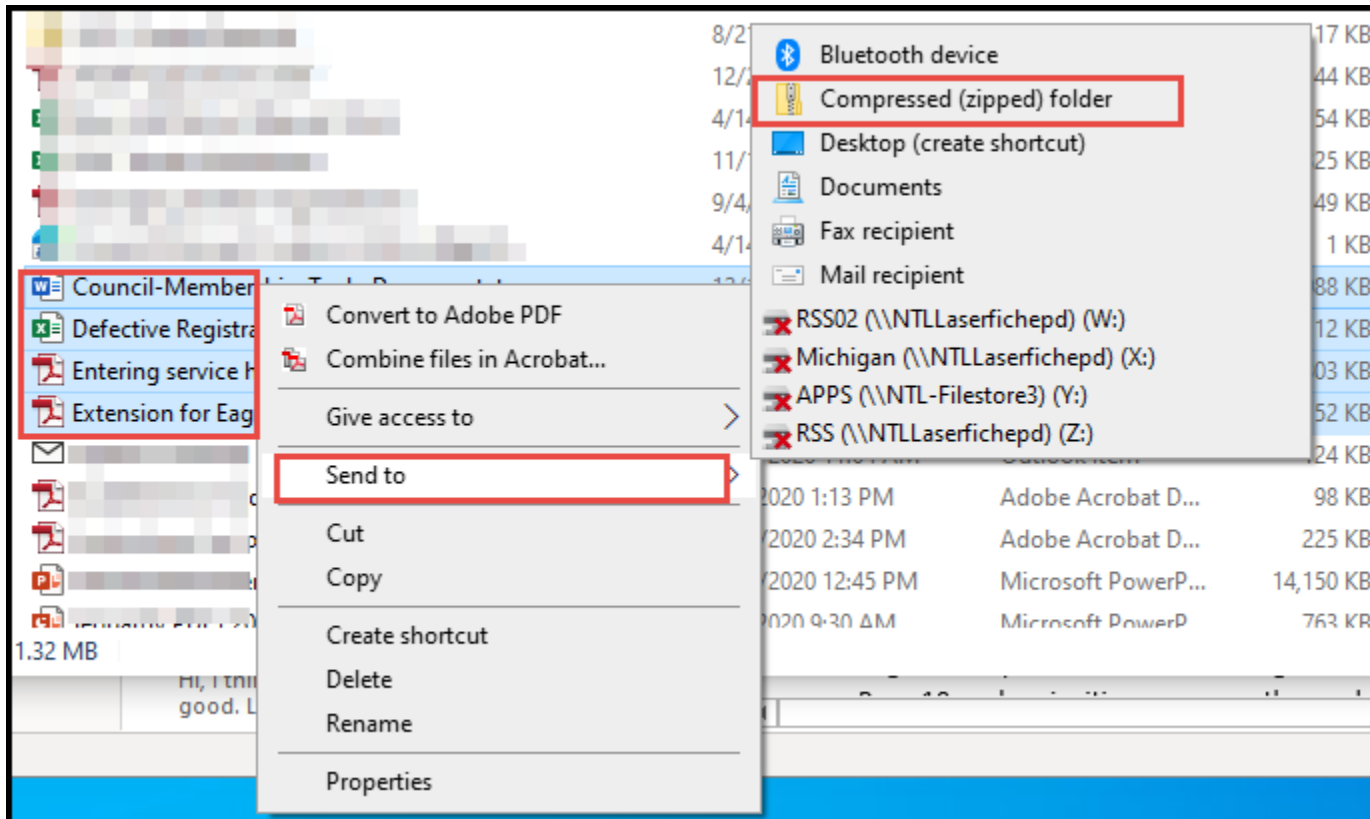 8/2
17 KB
12/
44 KB
4/14
54 KB
11/
25 KB
9/4/
49 KB
4/14
1 KB
Council-Member
88 KB
Defective Registra
12 KB
Entering service h
03 KB
Extension for Eag
52 KB
Bluetooth device
Compressed (zipped) folder
Desktop (create shortcut)
Documents
Fax recipient
Mail recipient
RSS02 (\\NTLLaserfichepd) (W:)
Michigan (\\NTLLaserfichepd) (X:)
APPS (\\NTL-Filestore3) (Y:)
RSS (\\NTLLaserfichepd) (Z:)
Convert to Adobe PDF
Combine files in Acrobat...
Give access to
Send to
Cut
Copy
Create shortcut
Delete
Rename
Properties
124 KB
2020 1:13 PM Adobe Acrobat D... 98 KB
/2020 2:34 PM Adobe Acrobat D... 225 KB
/2020 12:45 PM Microsoft PowerP... 14,150 KB
2020 9:30 AM Microsoft PowerP 763 KB
1.32 MB
Hi, I thi
good. L